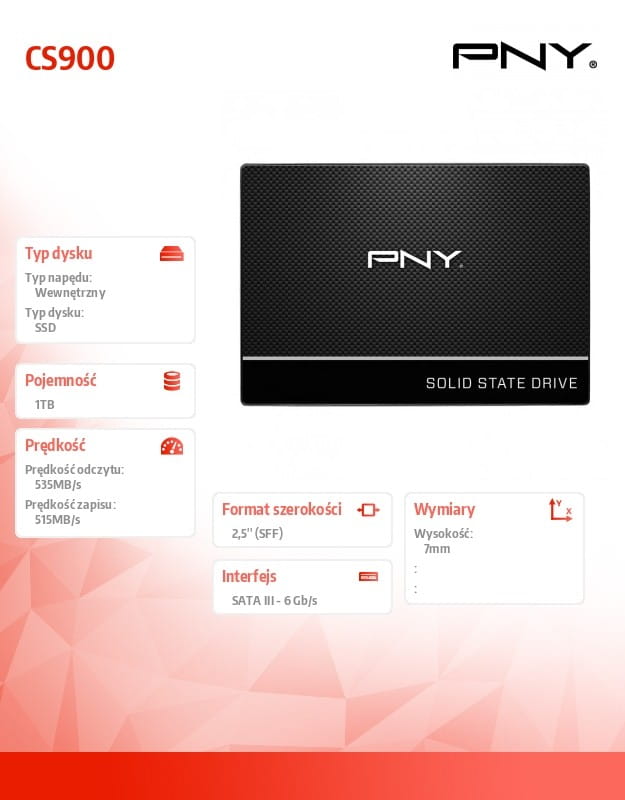 CS900
PNY®
PNY.
SOLID STATE DRIVE
Typ dysku
Typ napędu:
Wewnętrzny
Typ dysku:
SSD
Pojemność
1TB
Prędkość
Prędkość odczytu:
535MB/s
Prędkość zapisu:
515MB/s
Format szerokości
2,5'' (SFF)
Interfejs
SATA III - 6 Gb/s
Wymiary
Y
X
Wysokość:
7mm
:
: